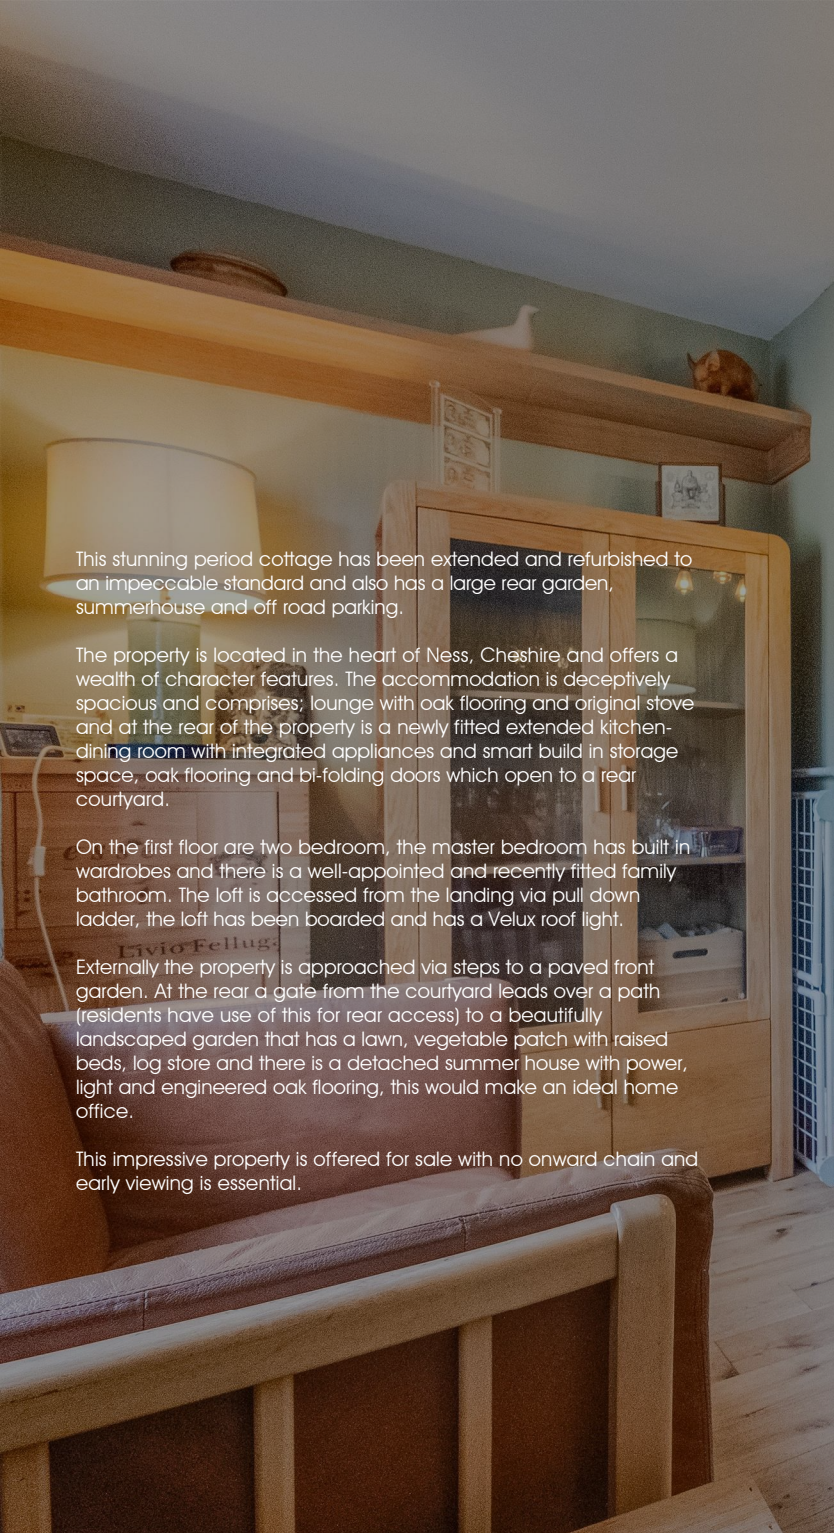 This stunning period cottage has been extended and refurbished to
an impeccable standard and also has a large rear garden,
summerhouse and off road parking.
The property is located in the heart of Ness, Cheshire and offers a
wealth of character features. The accommodation is deceptively
spacious and comprises; lounge with oak flooring and original stove
and at the rear of the property is a newly fitted extended kitchen-
dining room with integrated appliances and smart build in storage
space, oak flooring and bi-folding doors which open to a rear
courtyard.
On the first floor are two bedroom, the master bedroom has built in
wardrobes and there is a well-appointed and recently fitted family
bathroom. The loft is accessed from the landing via pull down
ladder, the loft has been boarded and has a Velux roof light.
Livio Fellug
Externally the property is approached via steps to a paved front
garden. At the rear a gate from the courtyard leads over a path
(residents have use of this for rear access) to a beautifully
landscaped garden that has a lawn, vegetable patch with raised
beds, log store and there is a detached summer house with power,
light and engineered oak flooring, this would make an ideal home
office.
This impressive property is offered for sale with no onward chain and
early viewing is essential.